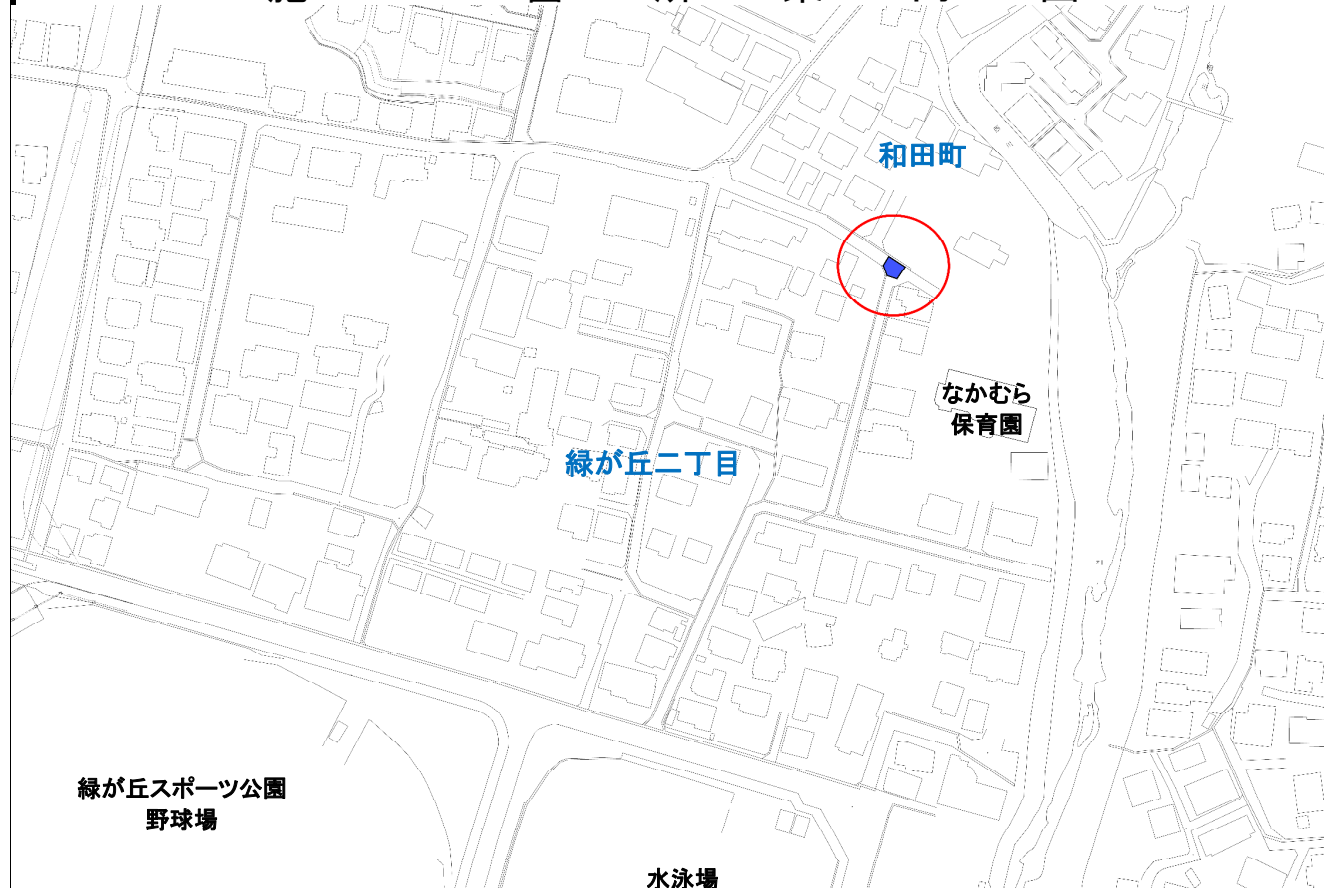 和田町
なかむら
保育園
緑が丘二丁目
緑が丘スポーツ公園
野球場
水泳場